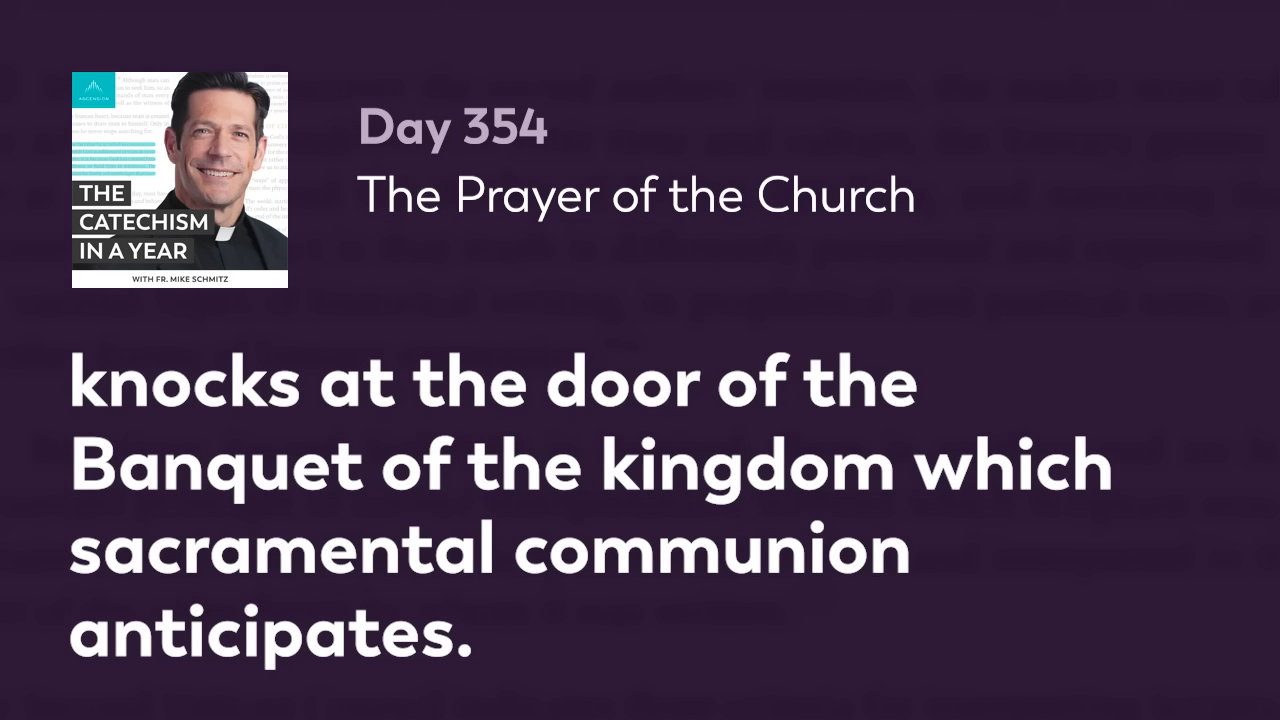 ASCENSION
THE
CATECHISM
IN A YEAR
WITH FR. MIKE SCHMITZ
Day 354
The Prayer of the Church
knocks at the door of the
Banquet of the kingdom which
sacramental communion
anticipates.